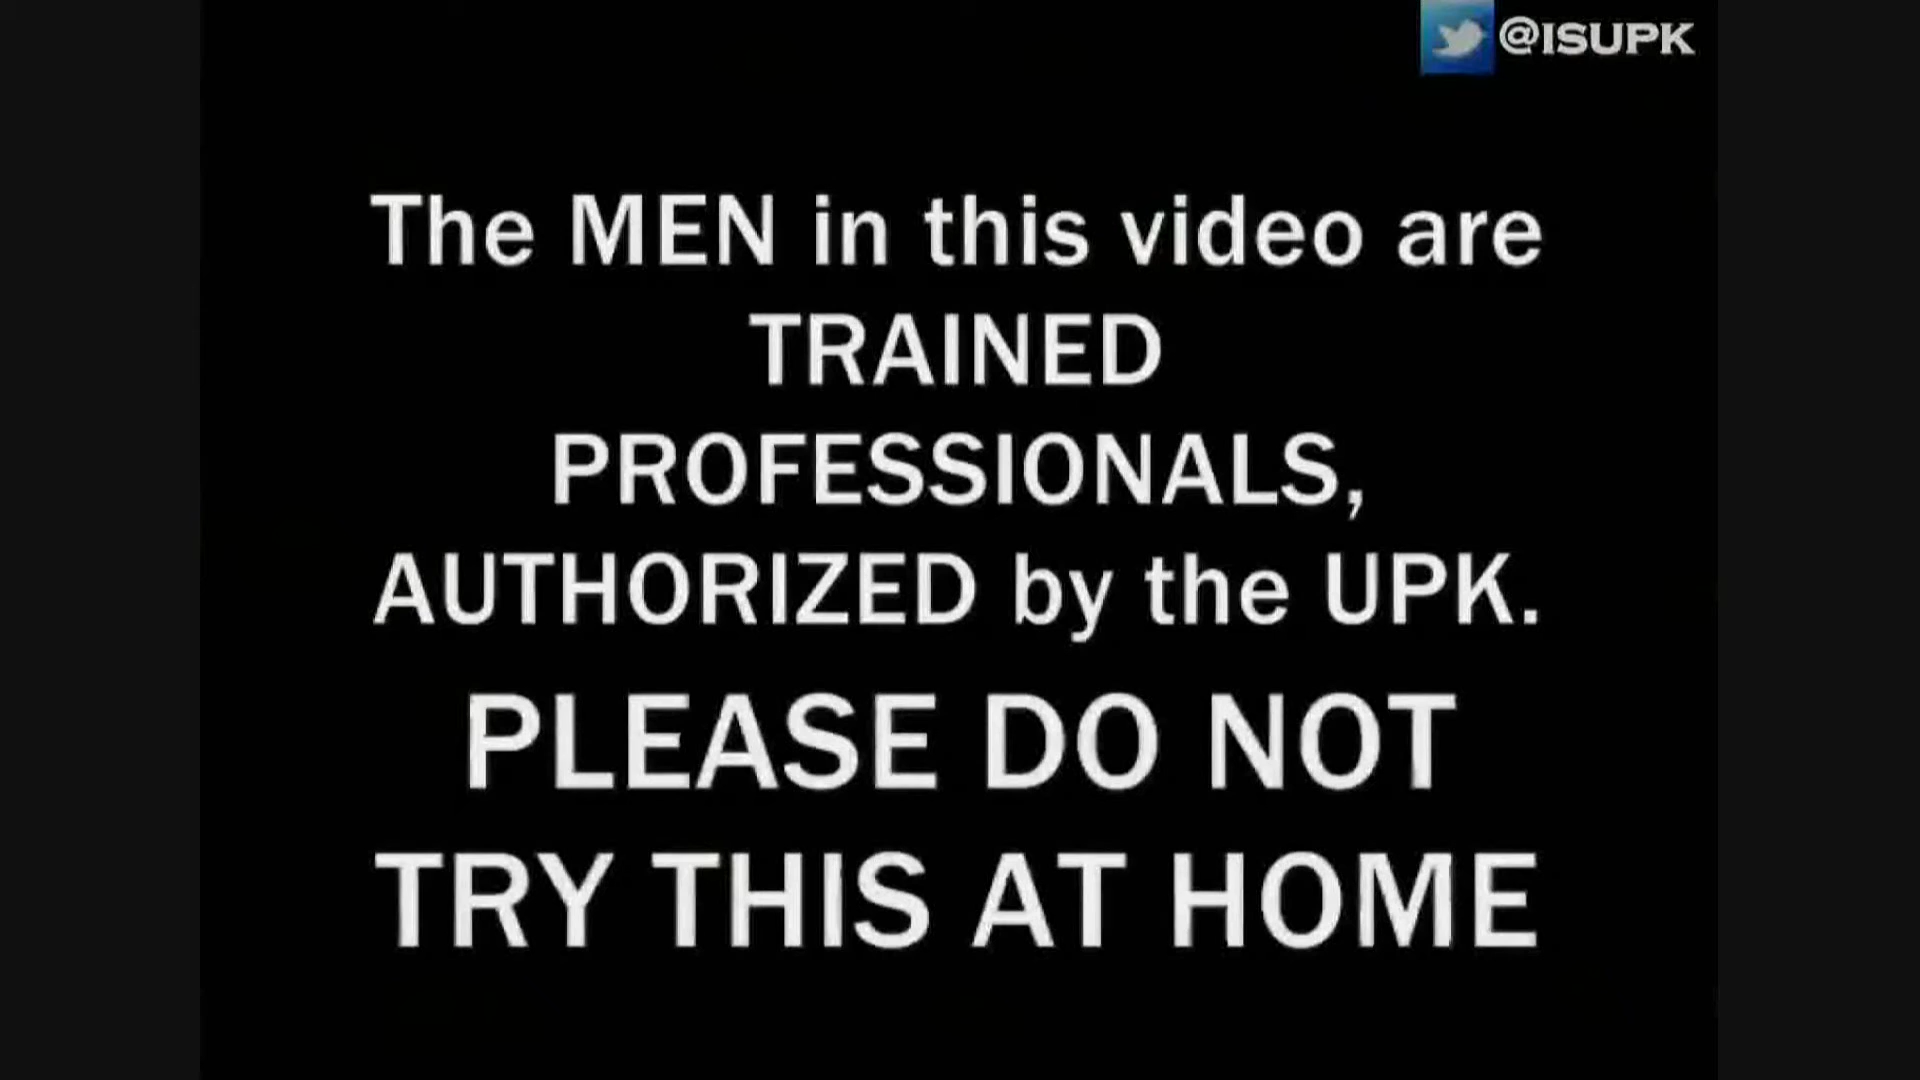 @ISUPK
The MEN in this video are
TRAINED
PROFESSIONALS,
AUTHORIZED by the UPK.
PLEASE DO NOT
TRY THIS AT HOME